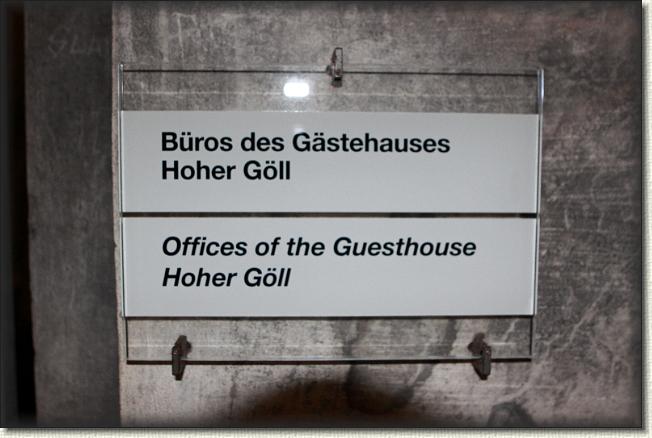 Büros des Gästehauses
Hoher Göll
Offices of the Guesthouse
Hoher Göll